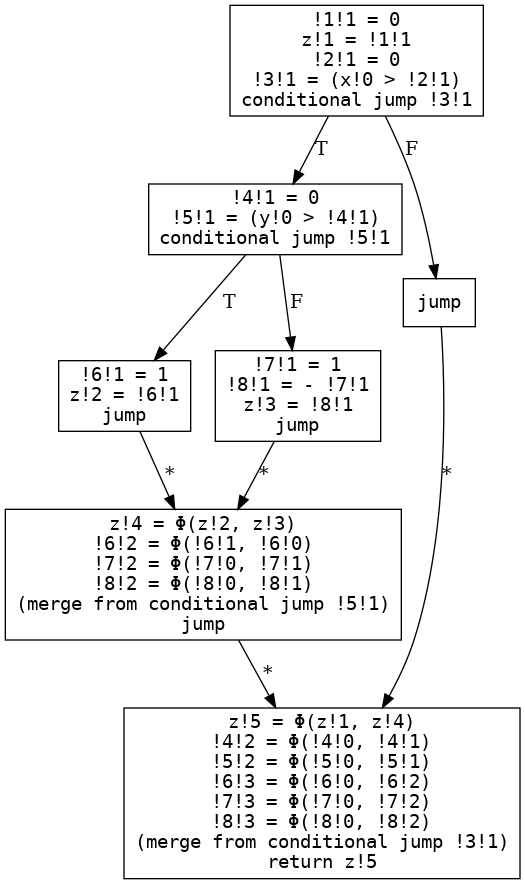 !1!1 = 0
z!1 = !1!1
!2!1 = 0
!3!1 = (x!0 > !2!1)
conditional jump !3!1
T
F
!4!1 = 0
!5!1 = (y!0 > !4!1)
conditional jump !5!1
jump
T
F
!6!1 = 1
z!2 = !6!1
jump
!7!1 = 1
!8!1 = - !7!1
z!3 = !8!1
jump
*
*
*
z!4 = Φ(z!2, z!3)
!6!2 = Φ(!6!1, !6!0)
!7!2 = Φ(!7!0, !7!1)
!8!2 = Φ(!8!0, !8!1)
(merge from conditional jump !5!1)
jump
*
z!5 = Φ(z!1, z!4)
!4!2 = Φ(!4!0, !4!1)
!5!2 = Φ(!5!0, !5!1)
!6!3 = Φ(!6!0, !6!2)
!7!3 = Φ(!7!0, !7!2)
!8!3 = Φ(!8!0, !8!2)
(merge from conditional jump !3!1)
return z!5